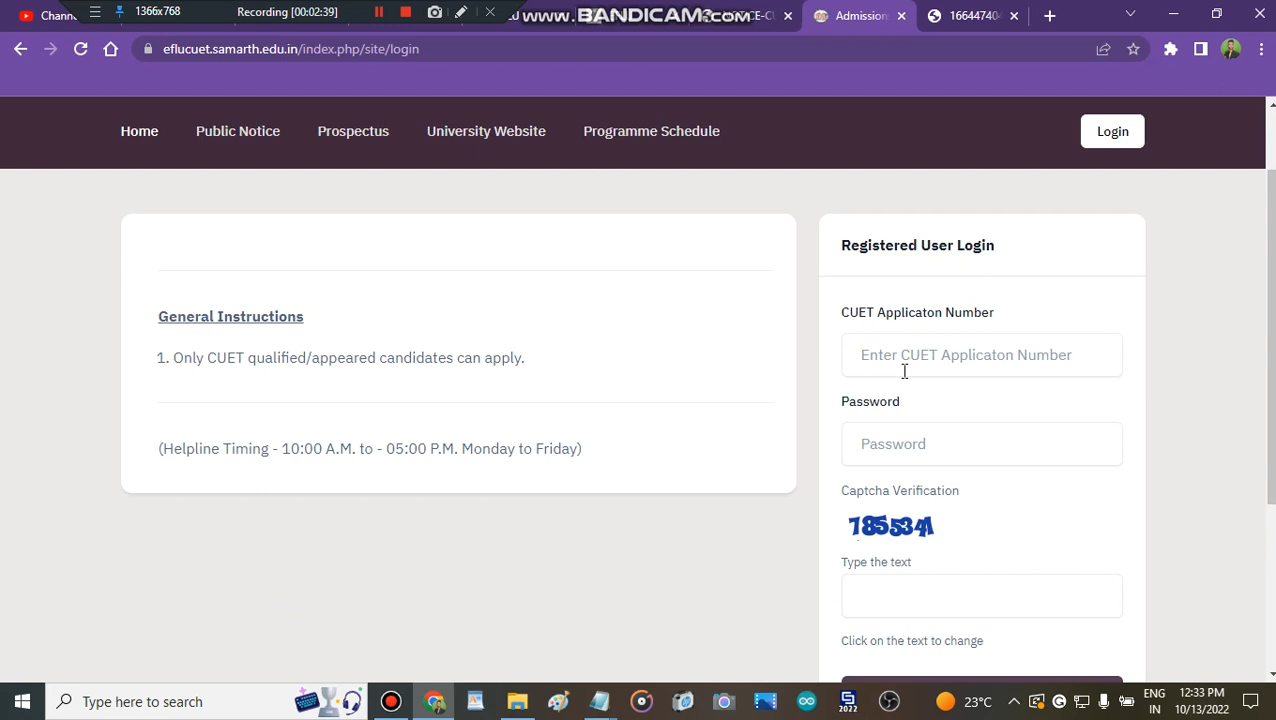 1366x768
Recording [00:02:39]
www.BANDICAM.com
Chann
Admission
16644740
eflucuet.samarth.edu.in/index.php/site/login
Home
Public Notice
Prospectus
University Website
Programme Schedule
Login
General Instructions
1. Only CUET qualified/appeared candidates can apply.
(Helpline Timing - 10:00 A.M. to - 05:00 P.M. Monday to Friday)
Registered User Login
CUET Applicaton Number
Enter CUET Applicaton Number
Password
Password
Captcha Verification
Type the text
Click on the text to change
Type here to search
23°C
ENG
IN
12:33 PM
10/13/2022